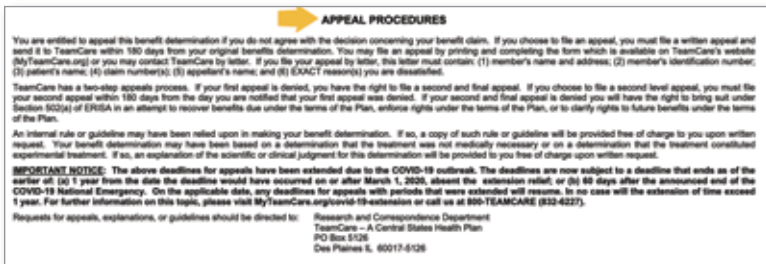 APPEAL PROCEDURES
You are entitled to appeal this benefit determination if you do not agree with the decision concerning your benefit claim. If you choose to file an appeal, you must file a written appeal and
send it to TeamCare within 180 days from your original benefits determination. You may file an appeal by printing and completing the form which is available on TeamCare's website
(MyTeamCare.org) or you may contact TeamCare by letter. If you file your appeal by letter, this letter must contain: (1) member's name and address; (2) member's identification number;
(3) patient's name; (4) claim number(s); (5) appellant's name; and (6) EXACT reason(s) you are dissatisfied.
TeamCare has a two-step appeals process. If your first appeal is denied, you have the right to file a second and final appeal. If you choose to file a second level appeal, you must file
your second appeal within 180 days from the day you are notified that your first appeal was denied. If your second and final appeal is denied you will have the right to bring suit under
Section 502(a) of ERISA in an attempt to recover benefits due under the terms of the Plan, enforce rights under the terms of the Plan, or to clarify rights to future benefits under the terms
of the Plan.
An internal rule or guideline may have been relied upon in making your benefit determination. If so, a copy of such rule or guideline will be provided free of charge to you upon written
request. Your benefit determination may have been based on a determination that the treatment was not medically necessary or on a determination that the treatment constituted
experimental treatment. If so, an explanation of the scientific or clinical judgment for this determination will be provided to you free of charge upon written request.
IMPORTANT NOTICE: The above deadlines for appeals have been extended due to the COVID-19 outbreak. The deadlines are now subject to a deadline that ends as of the
earlier of: (a) 1 year from the date the deadline would have occurred on or after March 1, 2020, absent the extension relief; or (b) 60 days after the announced end of the
COVID-19 National Emergency. On the applicable date, any deadlines for appeals with periods that were extended will resume. In no case will the extension of time exceed
1 year. For further information on this topic, please visit MyTeamCare.org/covid-19-extension or call us at 800-TEAMCARE (832-6227).
Requests for appeals, explanations, or guidelines should be directed to: Research and Correspondence Department
TeamCare – A Central States Health Plan
PO Box 5126
Des Plaines IL 60017-5126